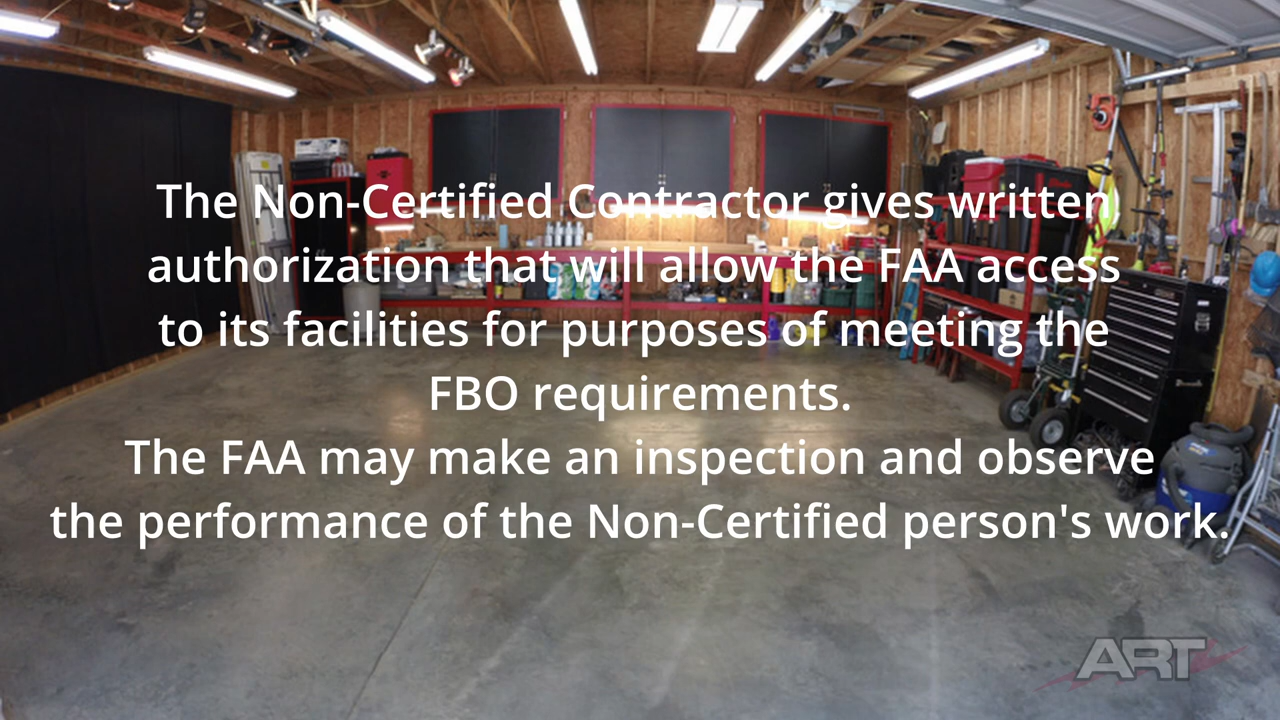 The Non-Certified Contractor gives written
authorization that will allow the FAA access
to its facilities for purposes of meeting the
FBO requirements.
The FAA may make an inspection and observe
the performance of the Non-Certified person's work.
ART